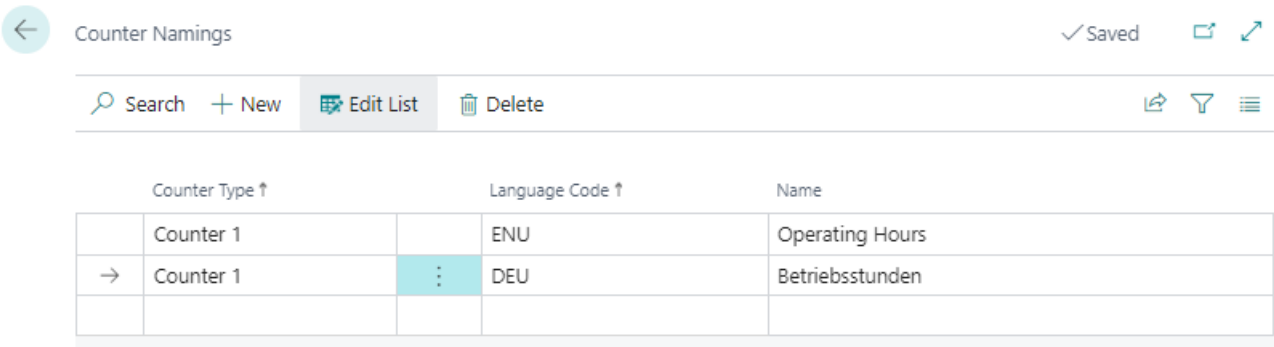 Counter Namings Saved
Search New Edit List Delete
Counter Type ↑ Language Code ↑ Name
Counter 1 ENU Operating Hours
Counter 1 DEU Betriebsstunden